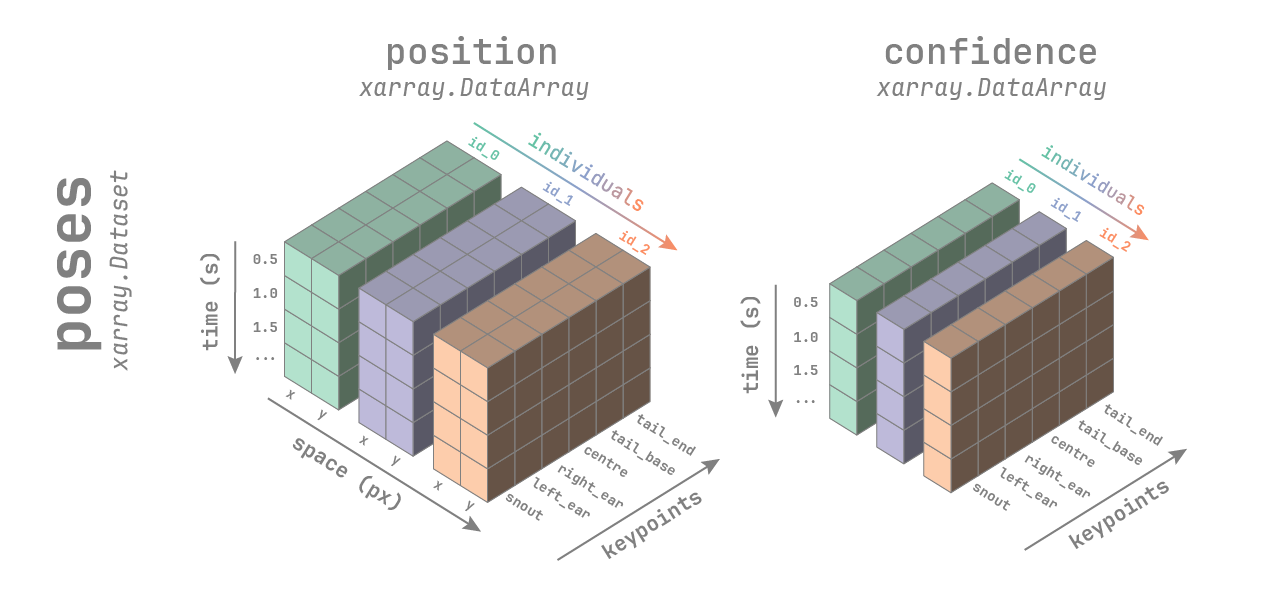 poses
xarray.Dataset
position
xarray.DataArray
individuals
id_0
id_1
id_2
time (s)
0.5
1.0
1.5
...
x
y
x
y
x
y
space (px)
snout
left_ear
right_ear
centre
tail_base
tail_end
keypoints
confidence
xarray.DataArray
individuals
id_0
id_1
id_2
time (s)
0.5
1.0
1.5
...
snout
left_ear
right_ear
centre
tail_base
tail_end
keypoints